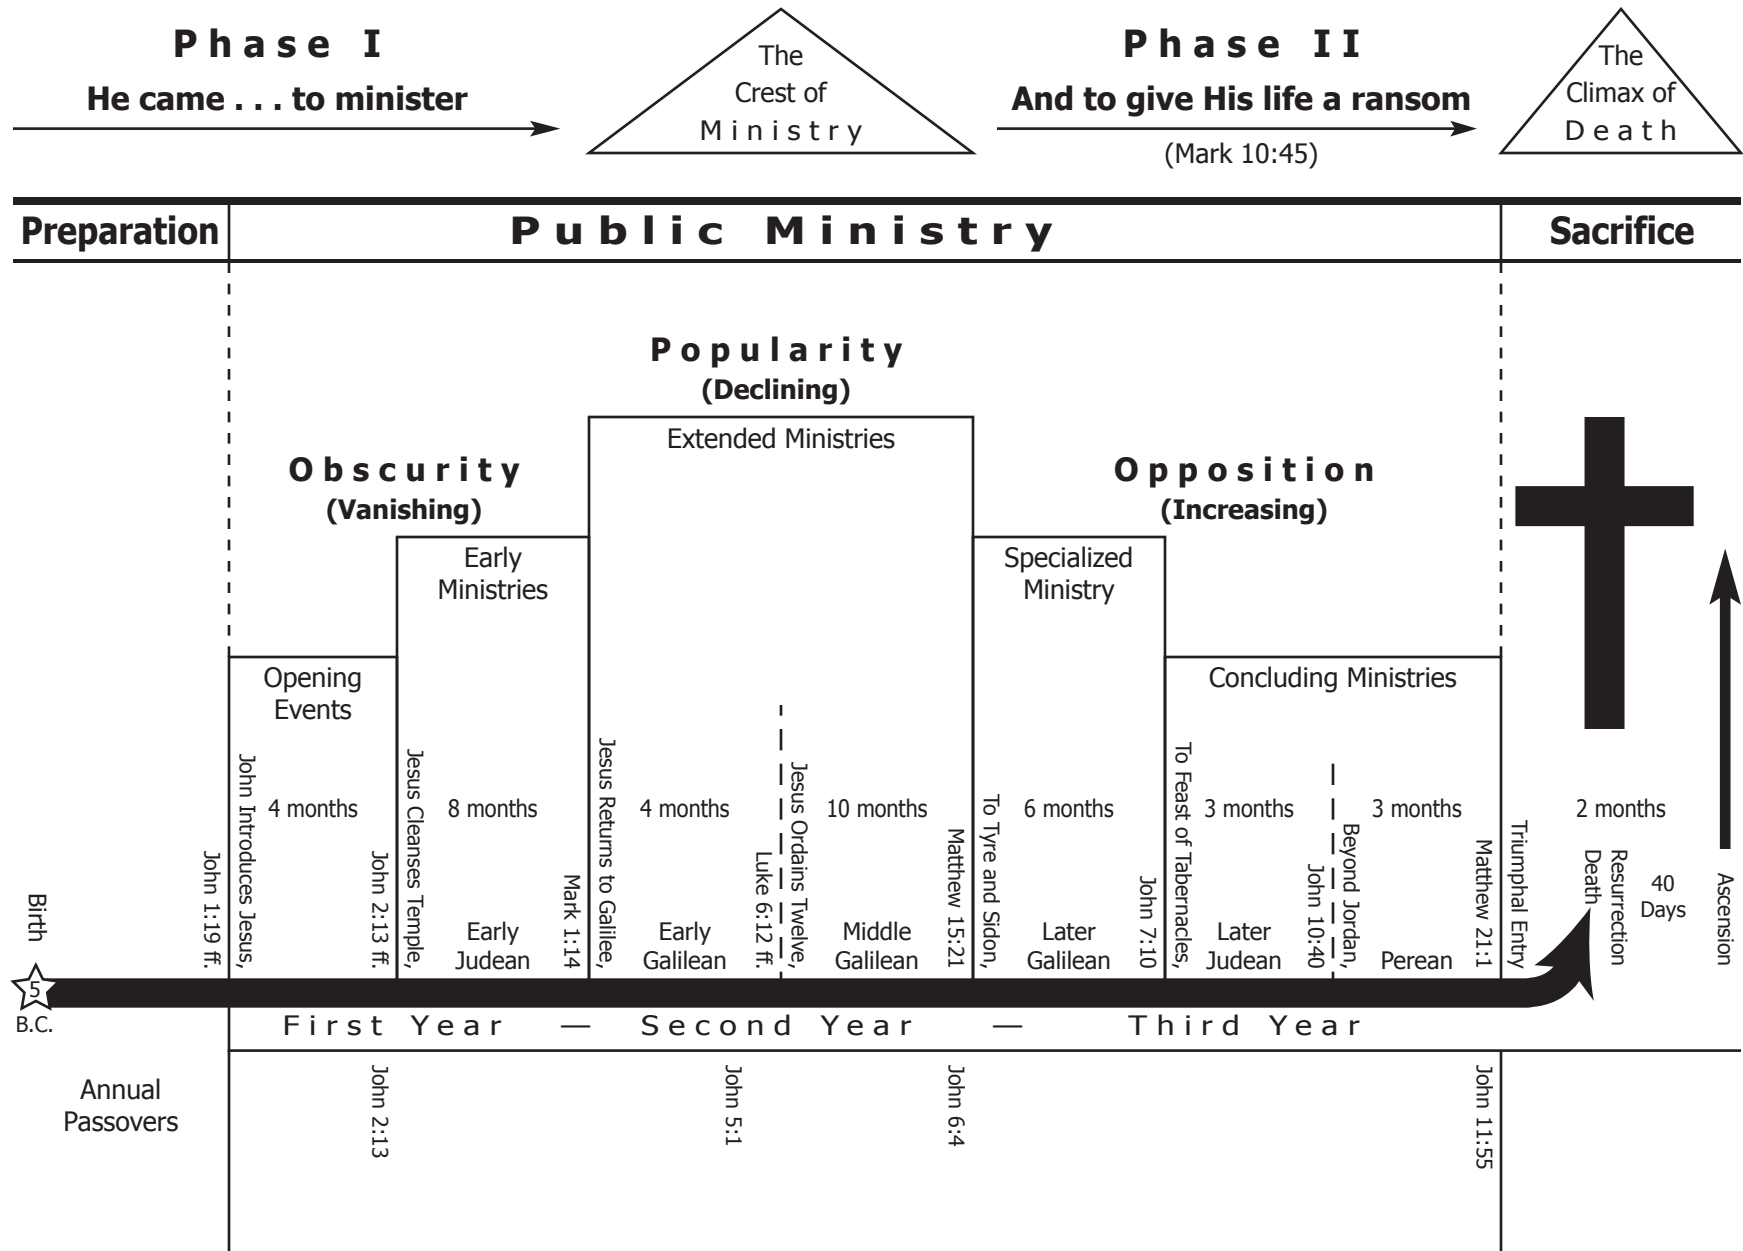 Phase I
He came . . . to minister
The
Crest of
Ministry
Phase II
And to give His life a ransom
(Mark 10:45)
The
Climax of
Death
Preparation
Public Ministry
Sacrifice
Popularity
(Declining)
Extended Ministries
Obscurity
(Vanishing)
Opposition
(Increasing)
Early
Ministries
Specialized
Ministry
Opening
Events
Concluding Ministries
Birth
5
B.C.
John Introduces Jesus,
John 1:19 ff.
4 months
Jesus Cleanses Temple,
John 2:13 ff.
8 months
Early
Judean
Jesus Returns to Galilee,
Mark 1:14
4 months
Early
Galilean
Jesus Ordains Twelve,
Luke 6:12 ff.
10 months
Middle
Galilean
To Tyre and Sidon,
Matthew 15:21
6 months
Later
Galilean
To Feast of Tabernacles,
John 7:10
3 months
Later
Judean
Beyond Jordan,
John 10:40
3 months
Perean
Triumphal Entry
Matthew 21:1
2 months
Resurrection
Death
40
Days
Ascension
First Year — Second Year — Third Year
Annual
Passovers
John 2:13
John 5:1
John 6:4
John 11:55